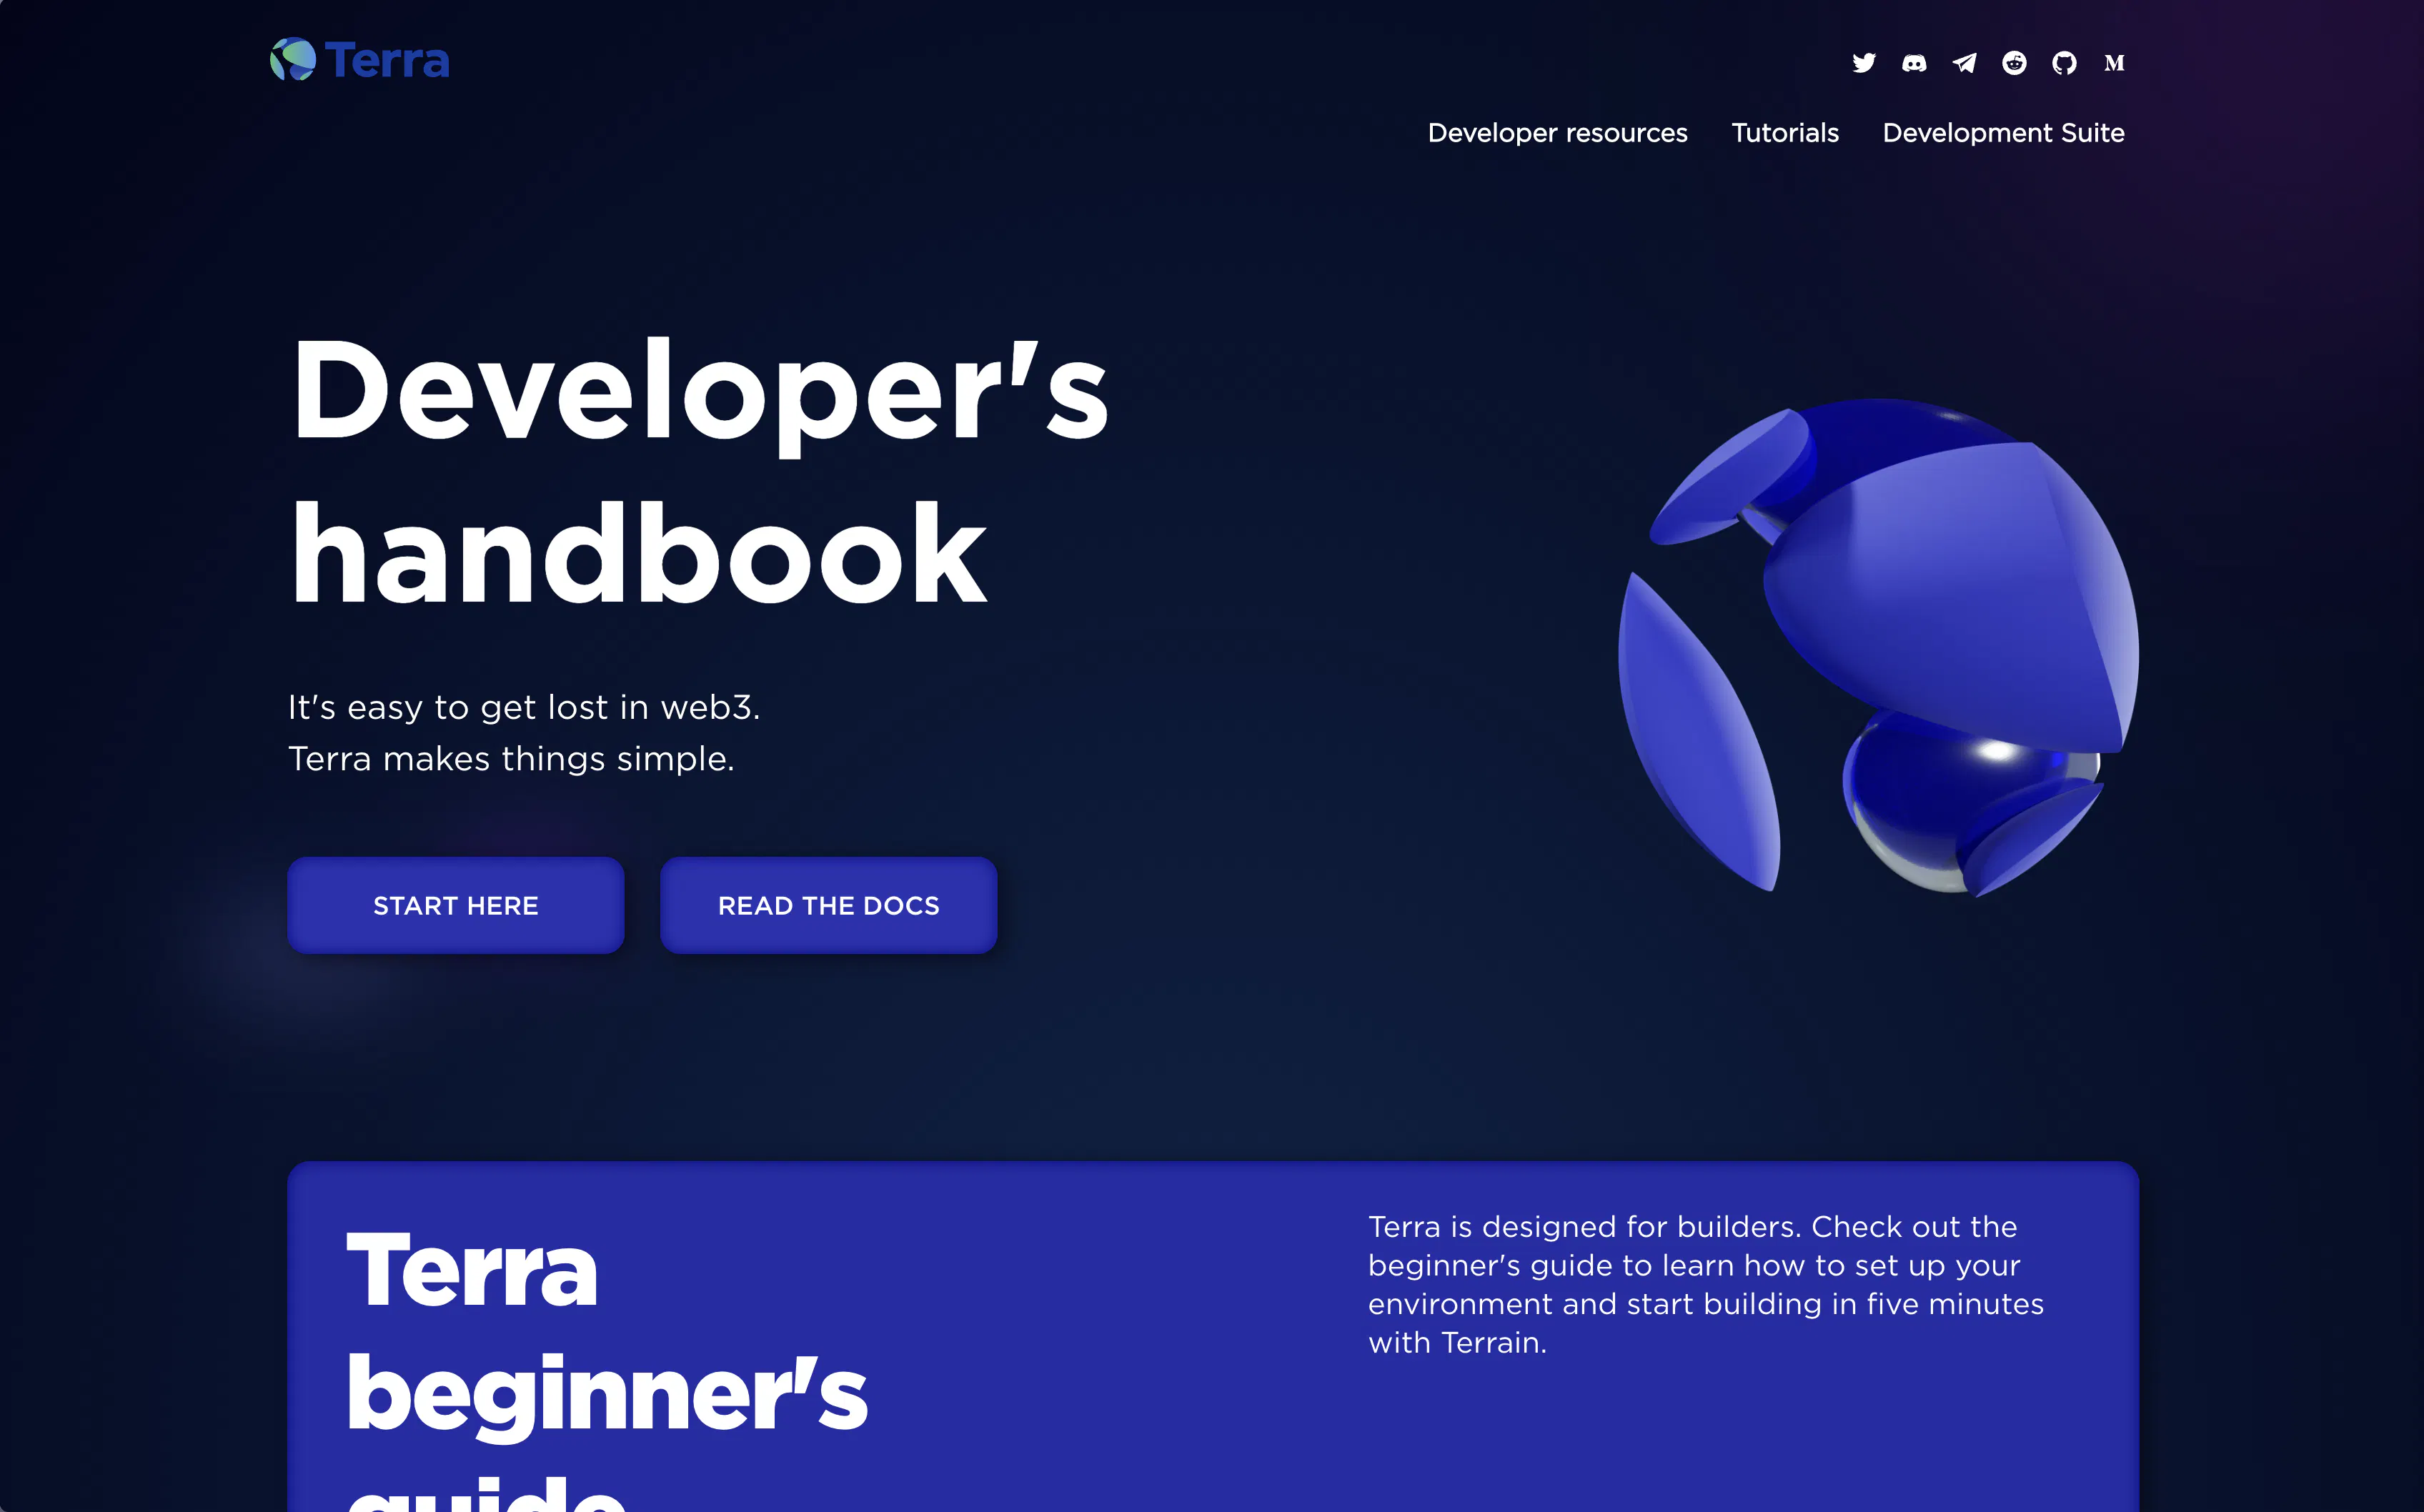 Terra
M
Developer resources Tutorials Development Suite
Developer's
handbook
It's easy to get lost in web3.
Terra makes things simple.
START HERE READ THE DOCS
Terra
beginner's
guide
Terra is designed for builders. Check out the
beginner's guide to learn how to set up your
environment and start building in five minutes
with Terrain.